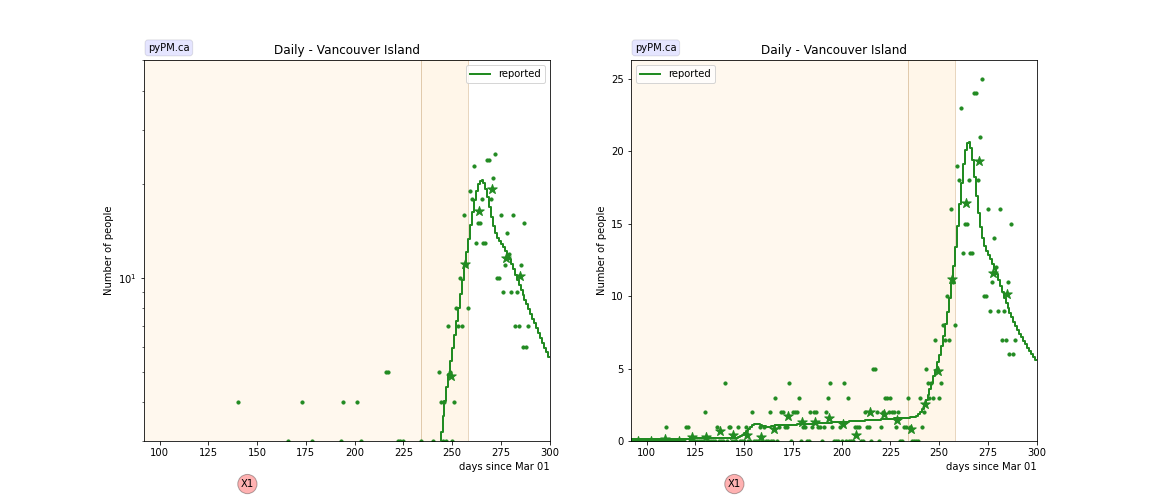 pyPM.ca
Daily - Vancouver Island
reported
Number of people
10¹
100 125 150 175 200 225 250 275 300
days since Mar 01
X1
pyPM.ca
Daily - Vancouver Island
reported
Number of people
25
20
15
10
5
0
100 125 150 175 200 225 250 275 300
days since Mar 01
X1